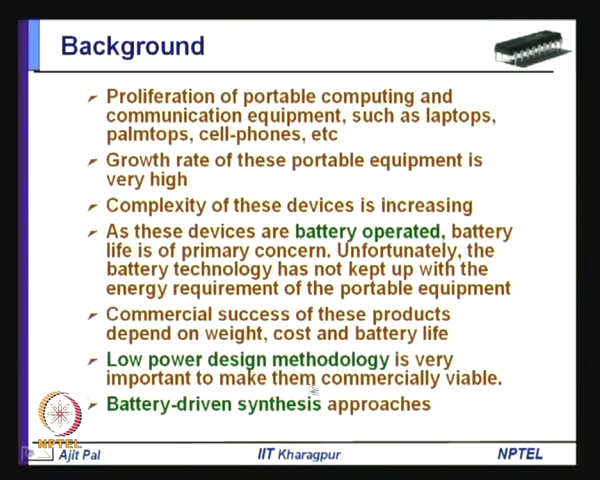 Background
Proliferation of portable computing and
communication equipment, such as laptops,
palmtops, cell-phones, etc
Growth rate of these portable equipment is
very high
Complexity of these devices is increasing
As these devices are battery operated, battery
life is of primary concern. Unfortunately, the
battery technology has not kept up with the
energy requirement of the portable equipment
Commercial success of these products
depend on weight, cost and battery life
Low power design methodology is very
important to make them commercially viable.
Battery-driven synthesis approaches
NPTEL
Ajit Pal IIT Kharagpur NPTEL